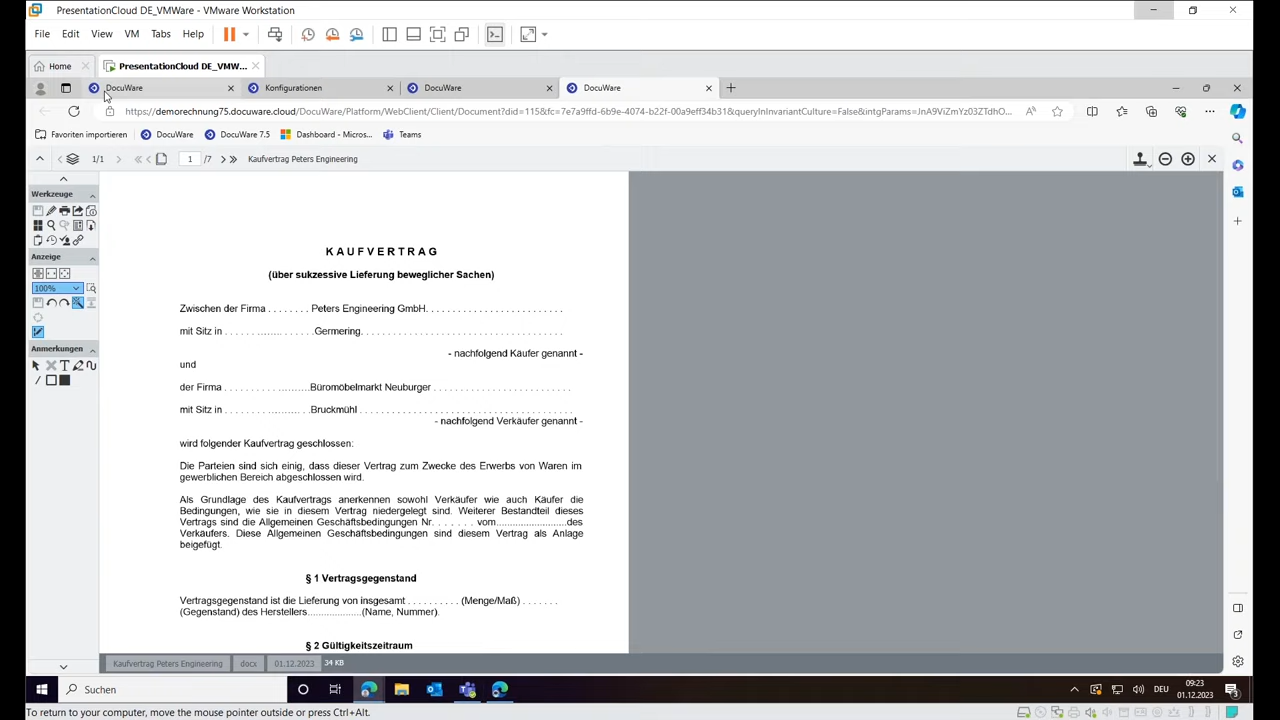 PresentationCloud DE_VMWare - VMware Workstation
File Edit View VM Tabs Help
Home PresentationCloud DE_VMW...
DocuWare Konfigurationen DocuWare DocuWare
https://demorechnung75.docuware.cloud/DocuWare/Platform/WebClient/Client/Document?did=115&fc=7e7a9ffd-6b9e-4074-b22f-00a9eff34b31&queryInInvariantCulture=False&intgParams=JnA9ViZmYz03ZTdhO...
Favoriten importieren DocuWare DocuWare 7.5 Dashboard - Micros... Teams
1/1 1 /7 Kaufvertrag Peters Engineering
Werkzeuge
Anzeige
100%
Anmerkungen
KAUFVERTRAG
(über sukzessive Lieferung beweglicher Sachen)
Zwischen der Firma . . . . . . . Peters Engineering GmbH. . . . . . . . . . . . . . . . . . . . . . . . .
mit Sitz in . . . . . ........ . . . . . .Germering. . . . . . . . . . . . . . . . . . . . . . . . . . . . . . . . . . . .
- nachfolgend Käufer genannt -
und
der Firma . . . . . . . . . ..........Büromöbelmarkt Neuburger . . . . . . . . . . . . . . . . . . . . . . . . .
mit Sitz in . . . . . . .......... . .Bruckmühl . . . . . . . . . . . . . . . . . . . . . . . . . . . . . . . . . . . . . .
- nachfolgend Verkäufer genannt -
wird folgender Kaufvertrag geschlossen:
Die Parteien sind sich einig, dass dieser Vertrag zum Zwecke des Erwerbs von Waren im
gewerblichen Bereich abgeschlossen wird.
Als Grundlage des Kaufvertrags anerkennen sowohl Verkäufer wie auch Käufer die
Bedingungen, wie sie in diesem Vertrag niedergelegt sind. Weiterer Bestandteil dieses
Vertrags sind die Allgemeinen Geschäftsbedingungen Nr. . . . . . . vom.........................des
Verkäufers. Diese Allgemeinen Geschäftsbedingungen sind diesem Vertrag als Anlage
beigefügt.
§ 1 Vertragsgegenstand
Vertragsgegenstand ist die Lieferung von insgesamt . . . . . . . . . . (Menge/Maß) . . . . . . .
(Gegenstand) des Herstellers...................(Name, Nummer).
§ 2 Gültigkeitszeitraum
Kaufvertrag Peters Engineering docx 01.12.2023 34 KB
Suchen
DEU
09:23
01.12.2023
3
To return to your computer, move the mouse pointer outside or press Ctrl+Alt.